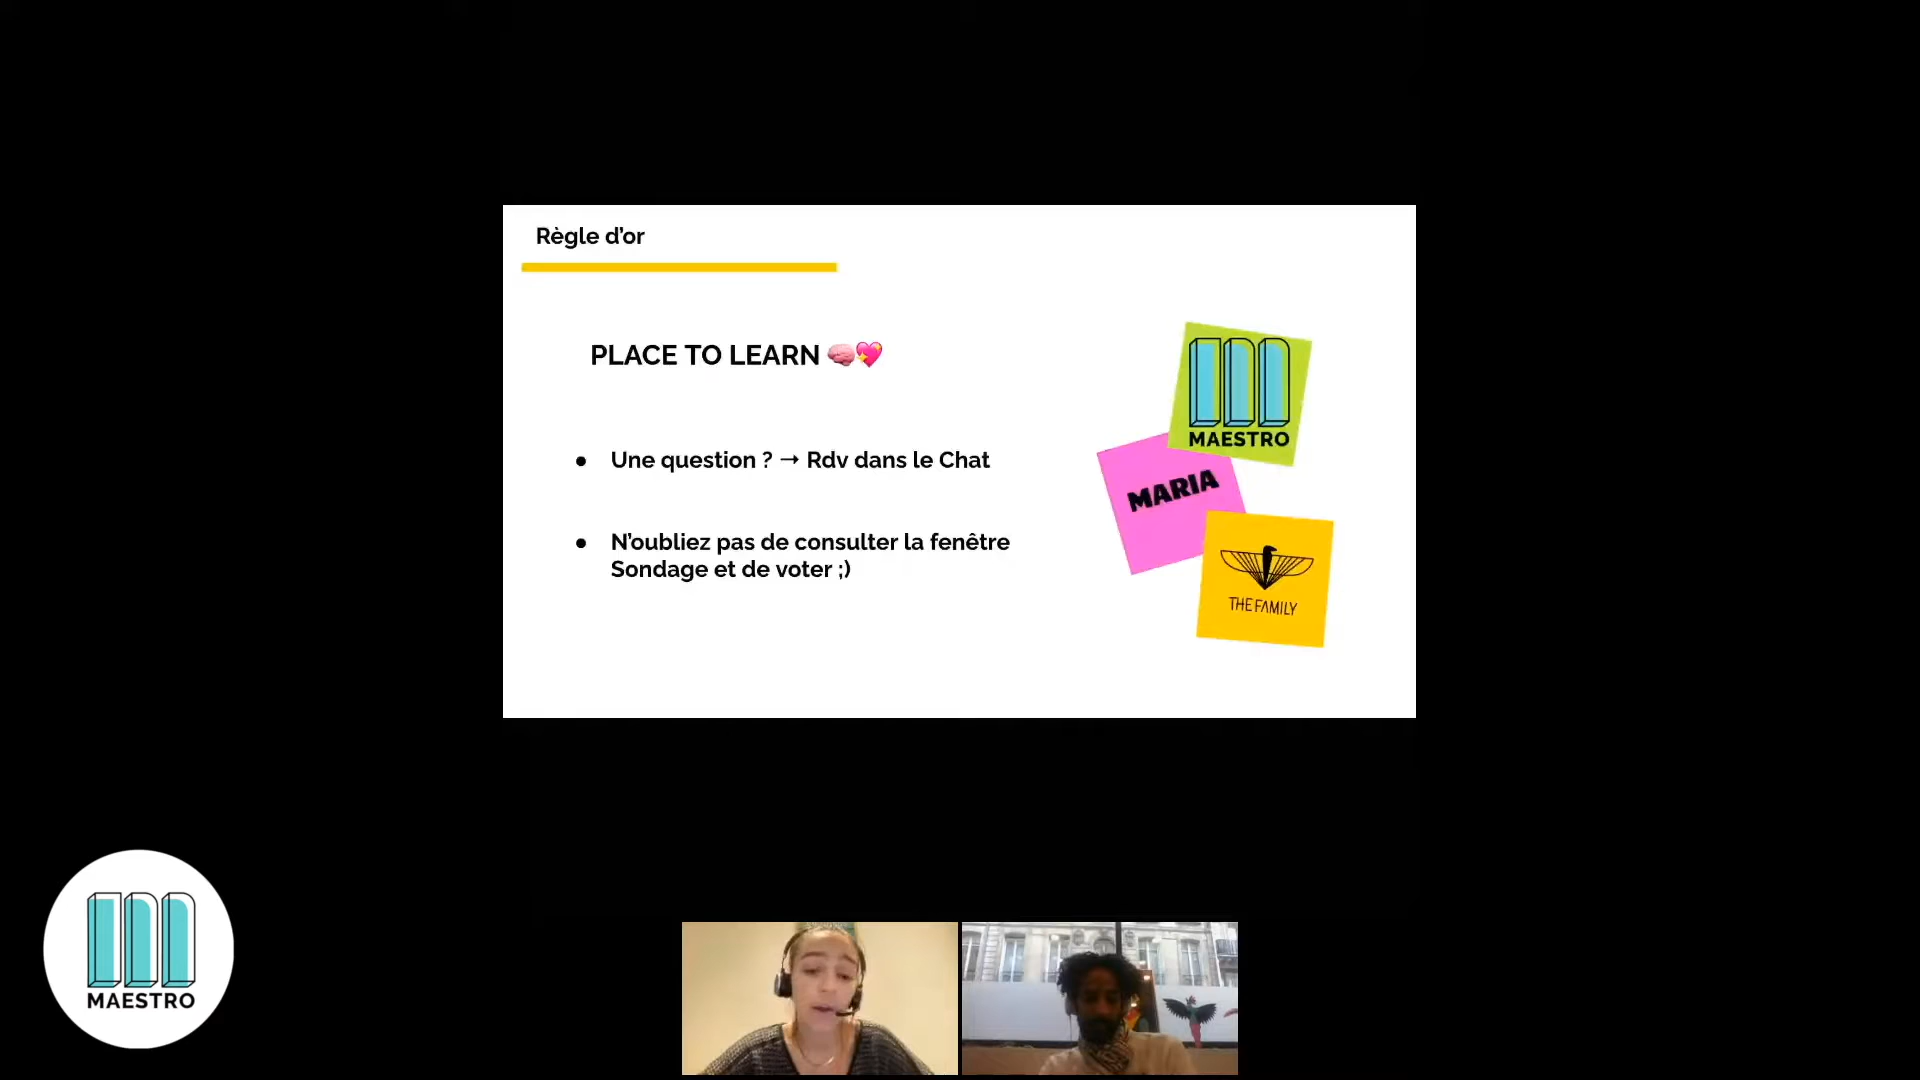 Règle d'or
PLACE TO LEARN
Une question ? → Rdv dans le Chat
N'oubliez pas de consulter la fenêtre
Sondage et de voter ;)
MAESTRO
MARIA
THE FAMILY
MAESTRO